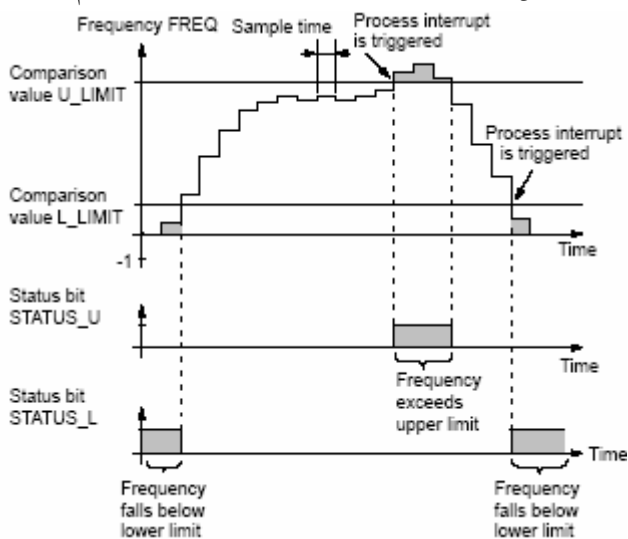 Frequency FREQ
Sample time
Process interrupt
is triggered
Comparison
value U_LIMIT
Process interrupt
is triggered
Comparison
value L_LIMIT
Time
-1
Status bit
STATUS_U
Time
Frequency
exceeds
upper limit
Status bit
STATUS_L
Time
Frequency
falls below
lower limit
Frequency
falls below
lower limit